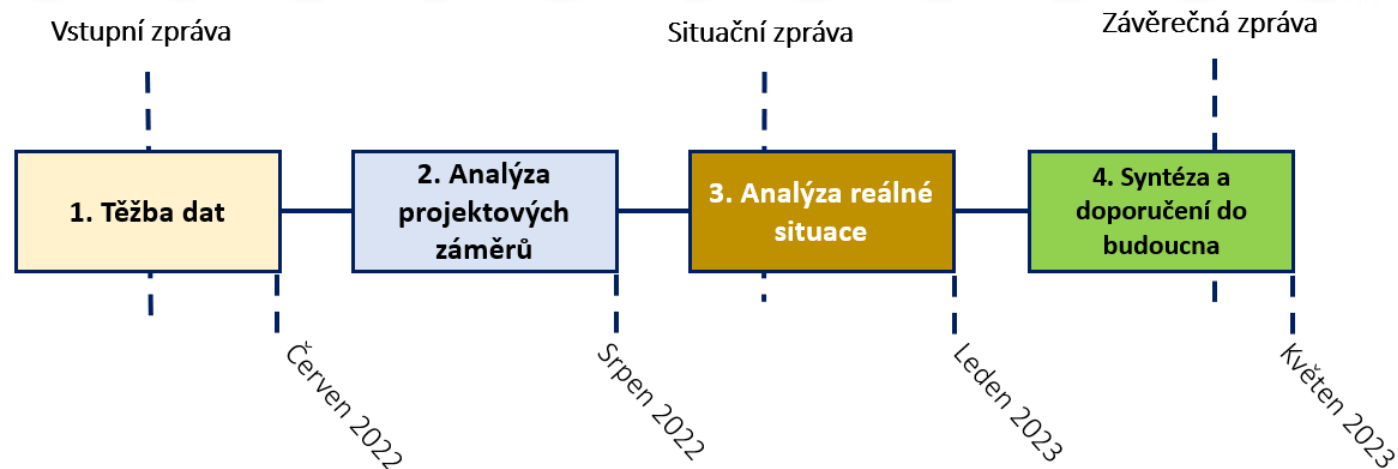 Vstupní zpráva
Situační zpráva
Závěrečná zpráva
1. Těžba dat
2. Analýza
projektových
záměrů
3. Analýza reálné
situace
4. Syntéza a
doporučení do
budoucna
Červen 2022
Srpen 2022
Leden 2023
Květen 2023